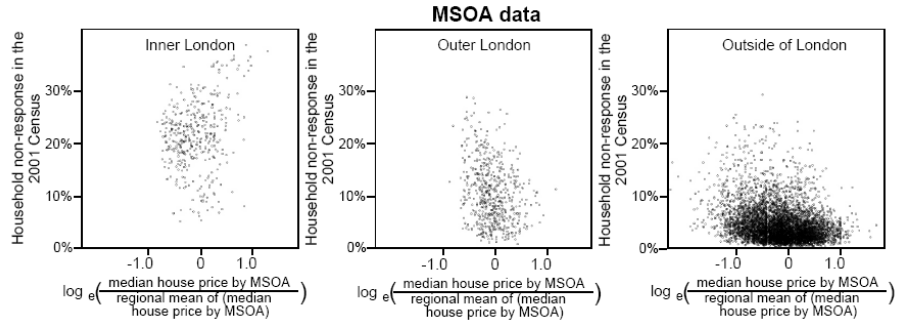 MSOA data
Household non-response in the
2001 Census
Inner London
30%
20%
10%
0%
-1.0 0 1.0
log e( median house price by MSOA )
regional mean of (median
house price by MSOA)
Household non-response in the
2001 Census
Outer London
30%
20%
10%
0%
-1.0 0 1.0
log e( median house price by MSOA )
regional mean of (median
house price by MSOA)
Household non-response in the
2001 Census
Outside of London
30%
20%
10%
0%
-1.0 0 1.0
log e( median house price by MSOA )
regional mean of (median
house price by MSOA)